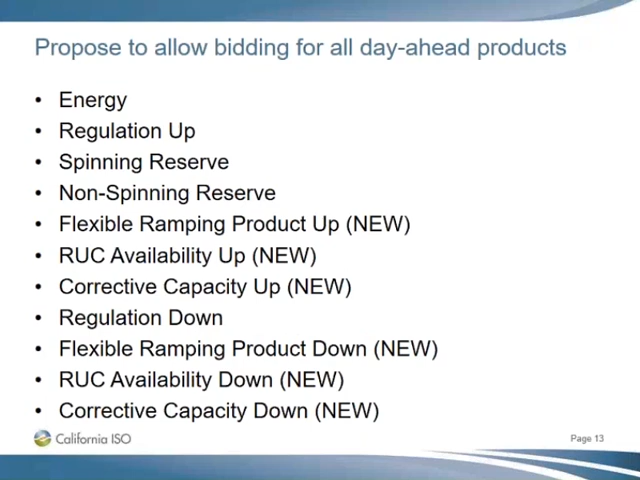 Propose to allow bidding for all day-ahead products
• Energy
• Regulation Up
• Spinning Reserve
• Non-Spinning Reserve
• Flexible Ramping Product Up (NEW)
• RUC Availability Up (NEW)
• Corrective Capacity Up (NEW)
• Regulation Down
• Flexible Ramping Product Down (NEW)
• RUC Availability Down (NEW)
• Corrective Capacity Down (NEW)
California ISO
Page 13